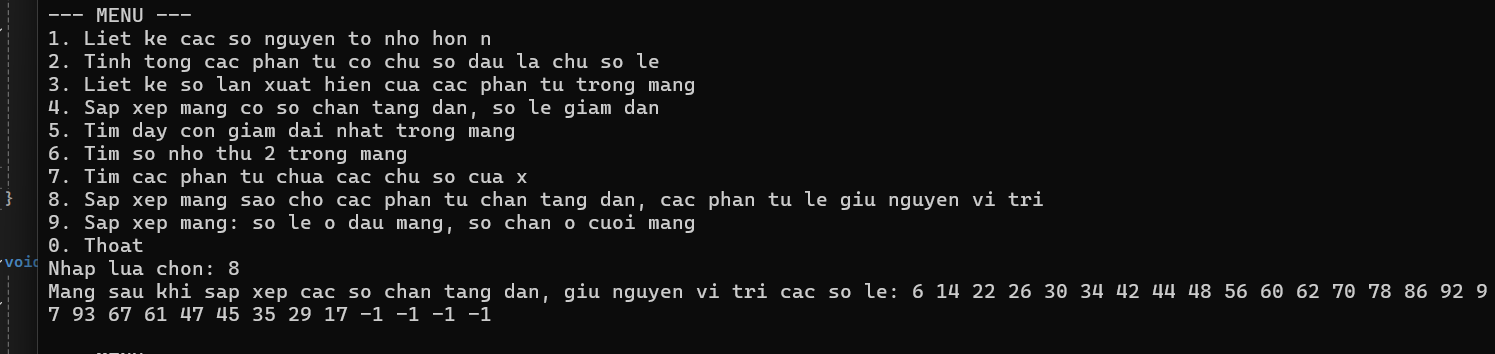 --- MENU ---
1. Liet ke cac so nguyen to nho hon n
2. Tinh tong cac phan tu co chu so dau la chu so le
3. Liet ke so lan xuat hien cua cac phan tu trong mang
4. Sap xep mang co so chan tang dan, so le giam dan
5. Tim day con giam dai nhat trong mang
6. Tim so nho thu 2 trong mang
7. Tim cac phan tu chua cac chu so cua x
}
8. Sap xep mang sao cho cac phan tu chan tang dan, cac phan tu le giu nguyen vi tri
9. Sap xep mang: so le o dau mang, so chan o cuoi mang
0. Thoat
void
Nhap lua chon: 8
Mang sau khi sap xep cac so chan tang dan, giu nguyen vi tri cac so le: 6 14 22 26 30 34 42 44 48 56 60 62 70 78 86 92 9
7 93 67 61 47 45 35 29 17 -1 -1 -1 -1